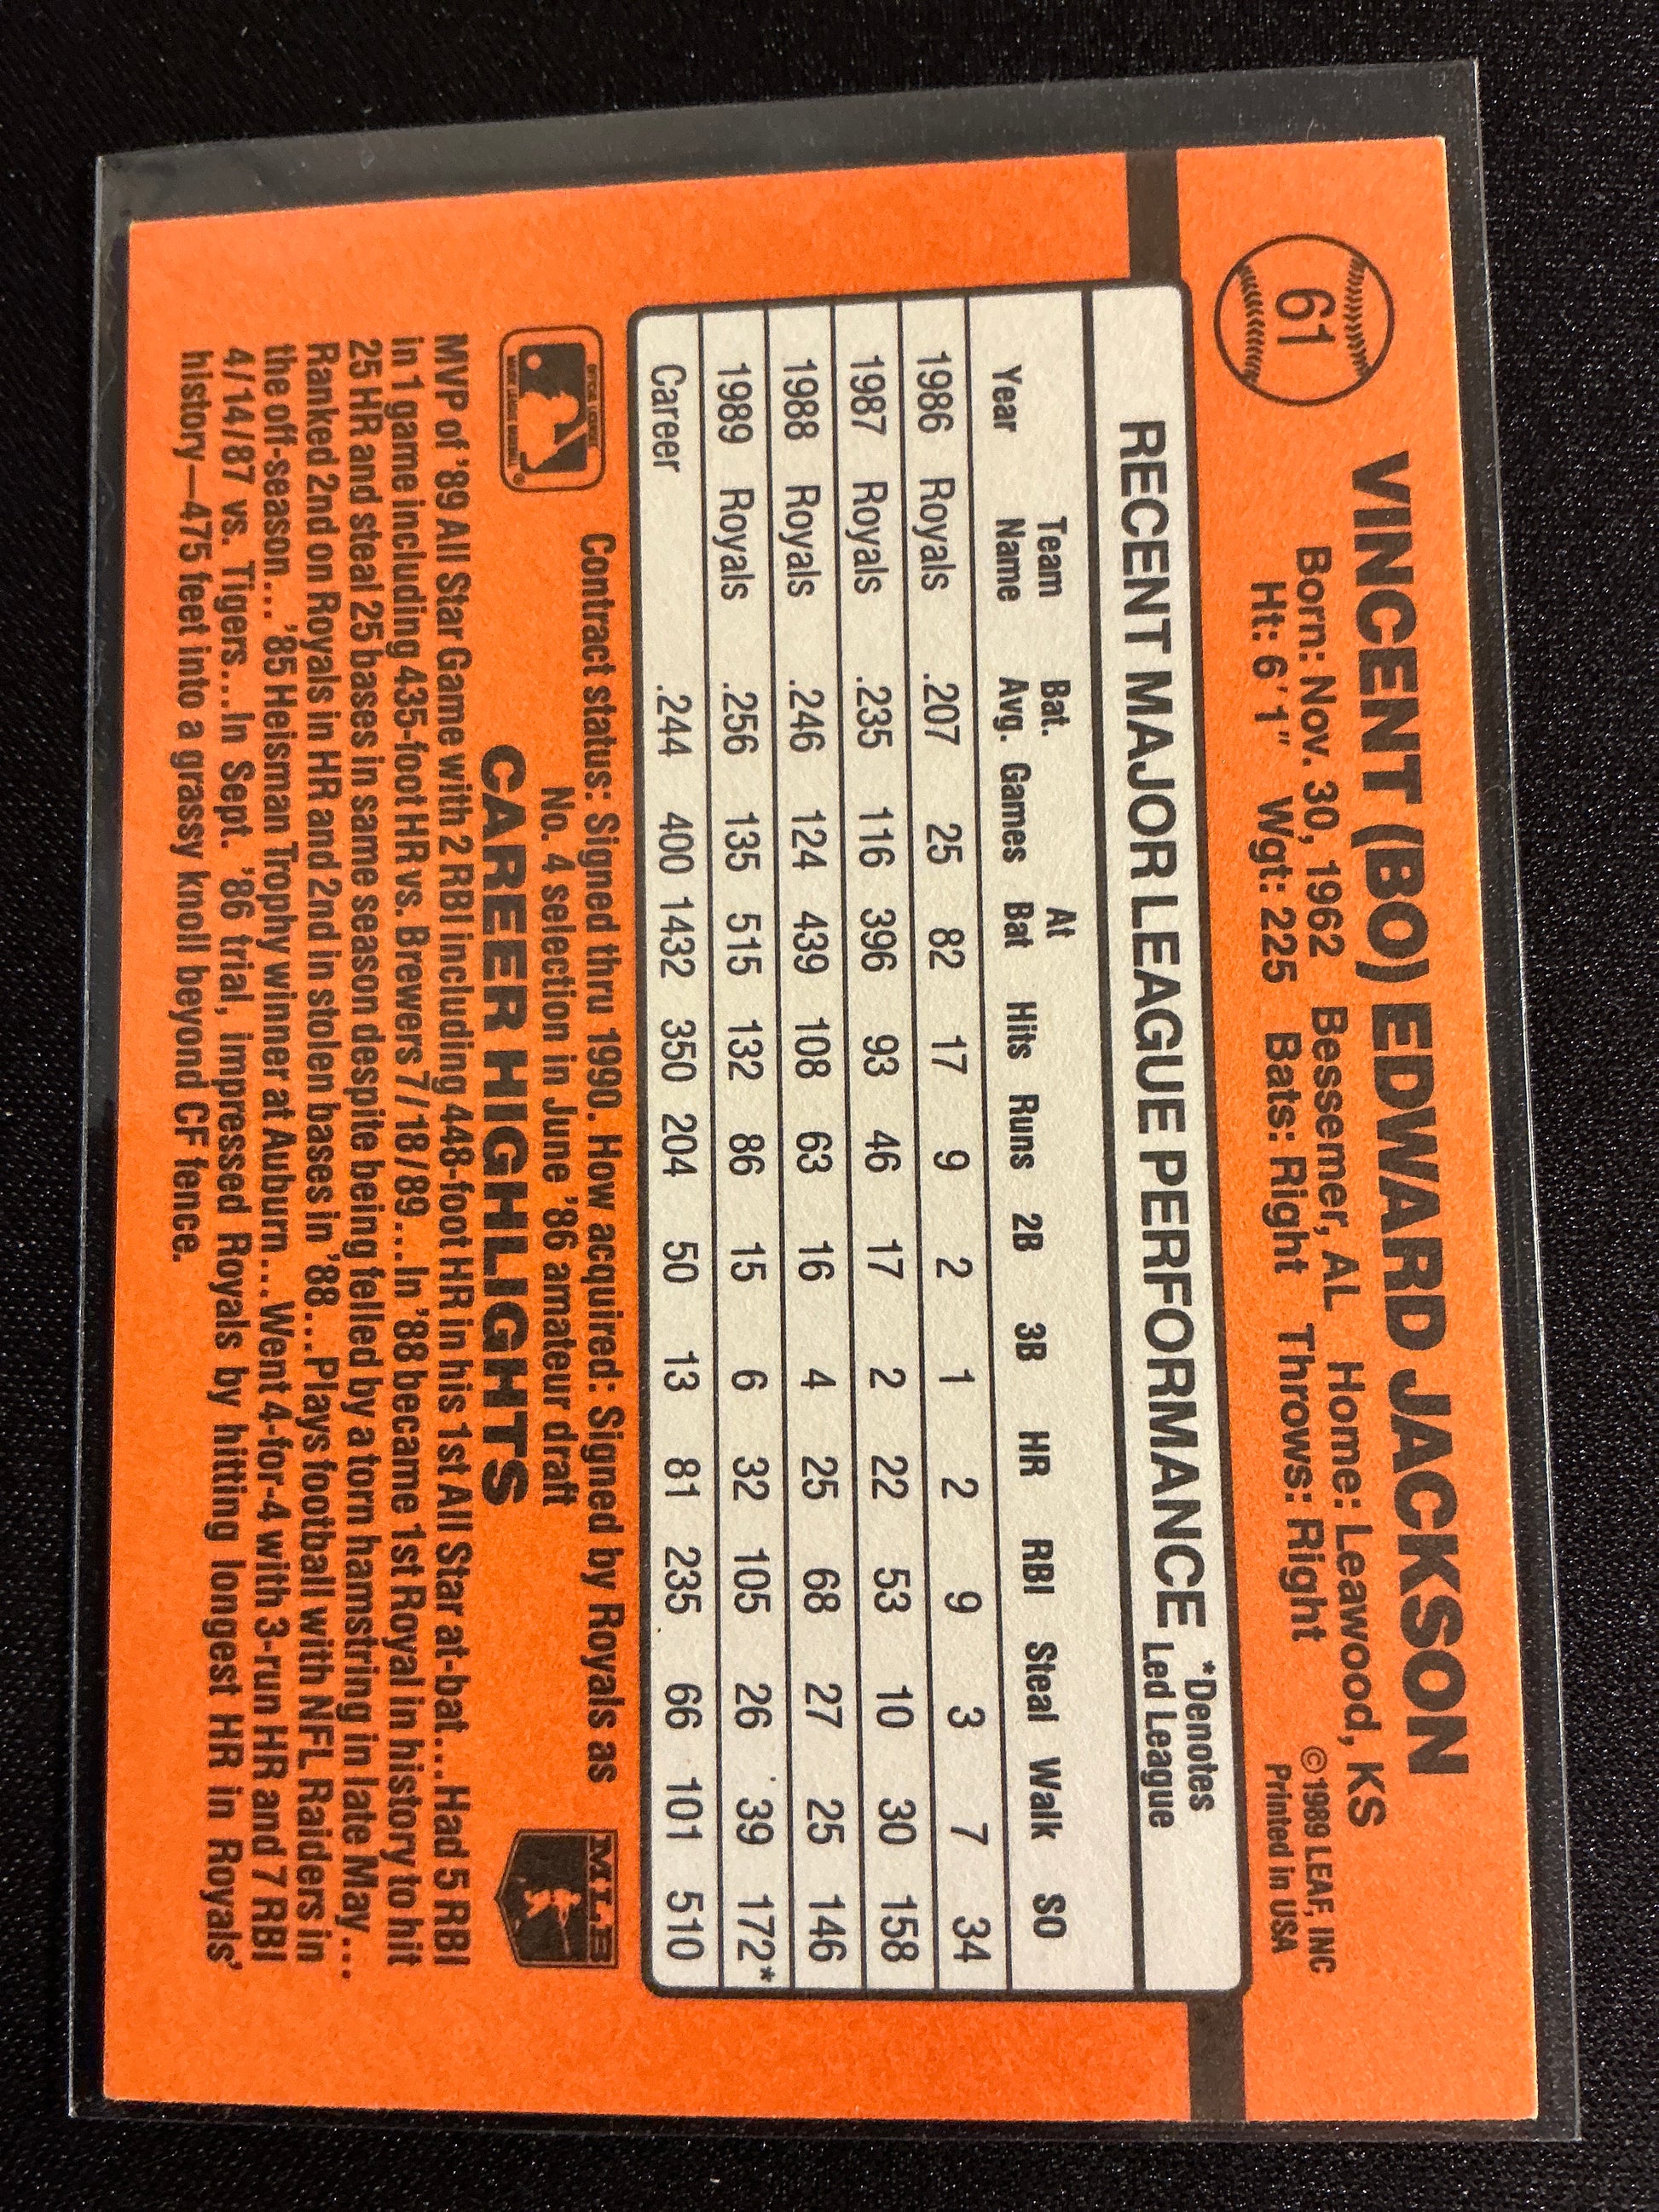 61
VINCENT (BO) EDWARD JACKSON
Born: Nov. 30, 1962 Bessemer, AL Home: Leawood, KS
Ht: 6'1" Wgt: 225 Bats: Right Throws: Right
©1989 LEAF, INC
Printed in USA
RECENT MAJOR LEAGUE PERFORMANCE *Denotes Led League
Year Team Name Bat. Avg. Games At Bat Hits Runs 2B 3B HR RBI Steal Walk SO
1986 Royals .207 25 82 17 9 2 1 2 9 3 7 34
1987 Royals .235 116 396 93 46 17 2 22 53 10 30 158
1988 Royals .246 124 439 108 63 16 4 25 68 27 25 146
1989 Royals .256 135 515 132 86 15 6 32 105 26 39 172*
Career .244 400 1432 350 204 50 13 81 235 66 101 510
Contract status: Signed thru 1990. How acquired: Signed by Royals as
No. 4 selection in June '86 amateur draft
MLB
CAREER HIGHLIGHTS
MVP of '89 All Star Game with 2 RBI including 448-foot HR in his 1st All Star at-bat...Had 5 RBI
in 1 game including 435-foot HR vs. Brewers 7/18/89...In '88 became 1st Royal in history to hit
25 HR and steal 25 bases in same season despite being felled by a torn hamstring in late May...
Ranked 2nd on Royals in HR and 2nd in stolen bases in '88...Plays football with NFL Raiders in
the off-season...'85 Heisman Trophy winner at Auburn...Went 4-for-4 with 3-run HR and 7 RBI
4/14/87 vs. Tigers...In Sept. '86 trial, impressed Royals by hitting longest HR in Royals'
history—475 feet into a grassy knoll beyond CF fence.